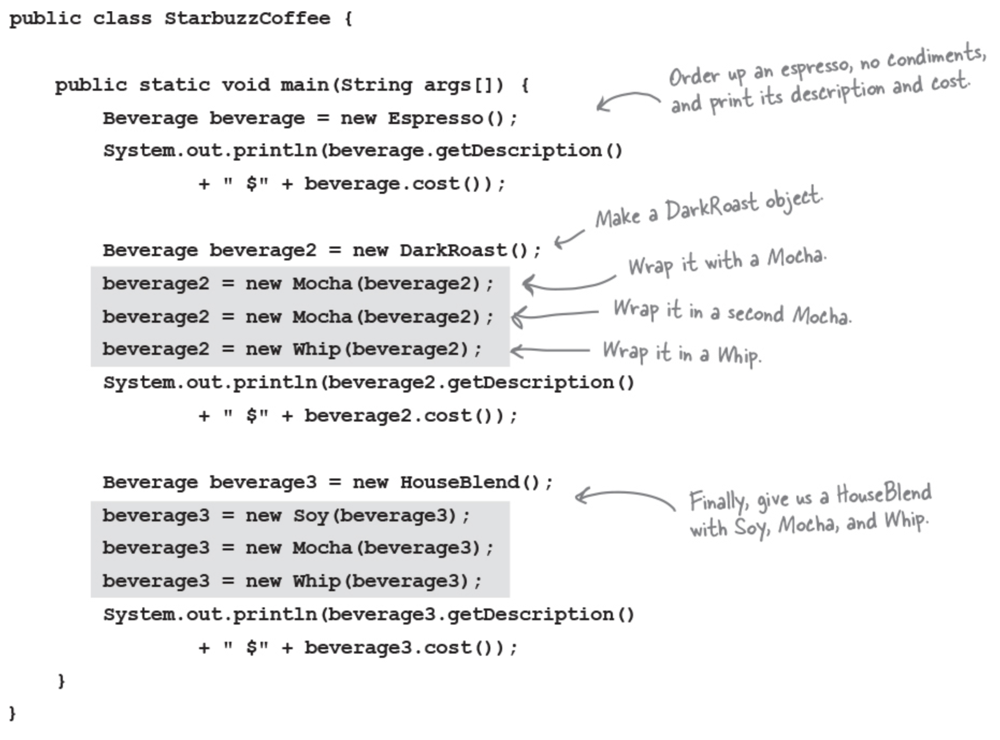 public class StarbuzzCoffee {
public static void main(String args[]) {
Order up an espresso, no condiments,
and print its description and cost.
Beverage beverage = new Espresso();
System.out.println(beverage.getDescription()
+ " $" + beverage.cost());
Make a DarkRoast object.
Beverage beverage2 = new DarkRoast();
beverage2 = new Mocha(beverage2);
Wrap it with a Mocha.
beverage2 = new Mocha(beverage2);
Wrap it in a second Mocha.
beverage2 = new Whip(beverage2);
Wrap it in a Whip.
System.out.println(beverage2.getDescription()
+ " $" + beverage2.cost());
Beverage beverage3 = new HouseBlend();
Finally, give us a HouseBlend
with Soy, Mocha, and Whip.
beverage3 = new Soy(beverage3);
beverage3 = new Mocha(beverage3);
beverage3 = new Whip(beverage3);
System.out.println(beverage3.getDescription()
+ " $" + beverage3.cost());
}
}